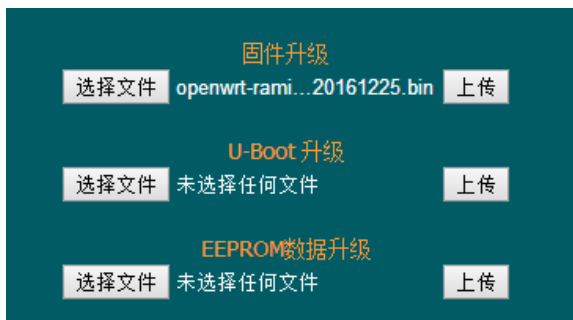 固件升级
选择文件 openwrt-rami...20161225.bin 上传
U-Boot 升级
选择文件 未选择任何文件 上传
EEPROM数据升级
选择文件 未选择任何文件 上传